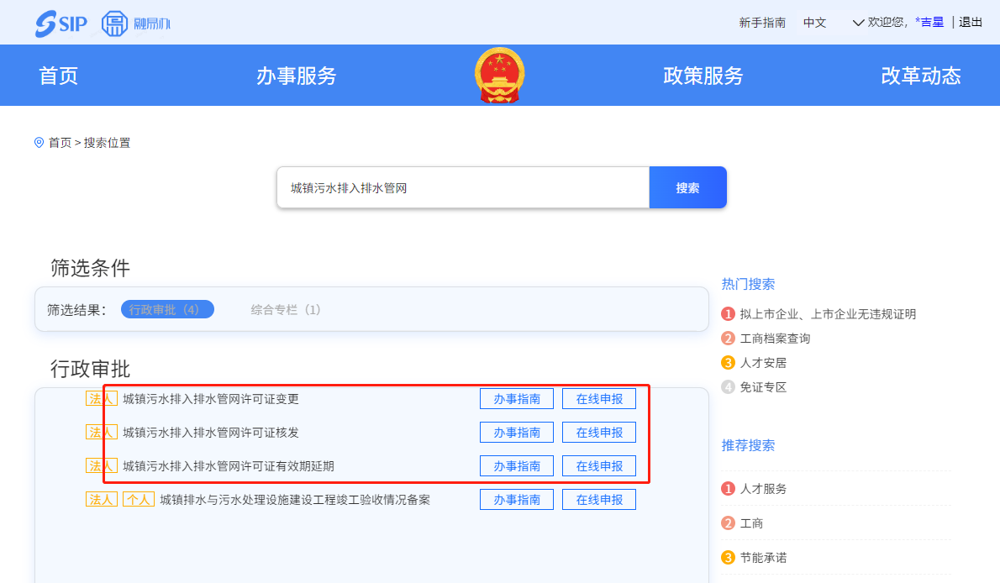 SIP 融易办
新手指南 中文 欢迎您, *吉星 | 退出
首页 办事服务 政策服务 改革动态
首页 > 搜索位置
城镇污水排入排水管网 搜索
筛选条件
筛选结果： 行政审批（4） 综合专栏（1）
行政审批
法人 城镇污水排入排水管网许可证变更 办事指南 在线申报
法人 城镇污水排入排水管网许可证核发 办事指南 在线申报
法人 城镇污水排入排水管网许可证有效期延期 办事指南 在线申报
法人 个人 城镇排水与污水处理设施建设工程竣工验收情况备案 办事指南 在线申报
热门搜索
1 拟上市企业、上市企业无违规证明
2 工商档案查询
3 人才安居
4 免证专区
推荐搜索
1 人才服务
2 工商
3 节能承诺